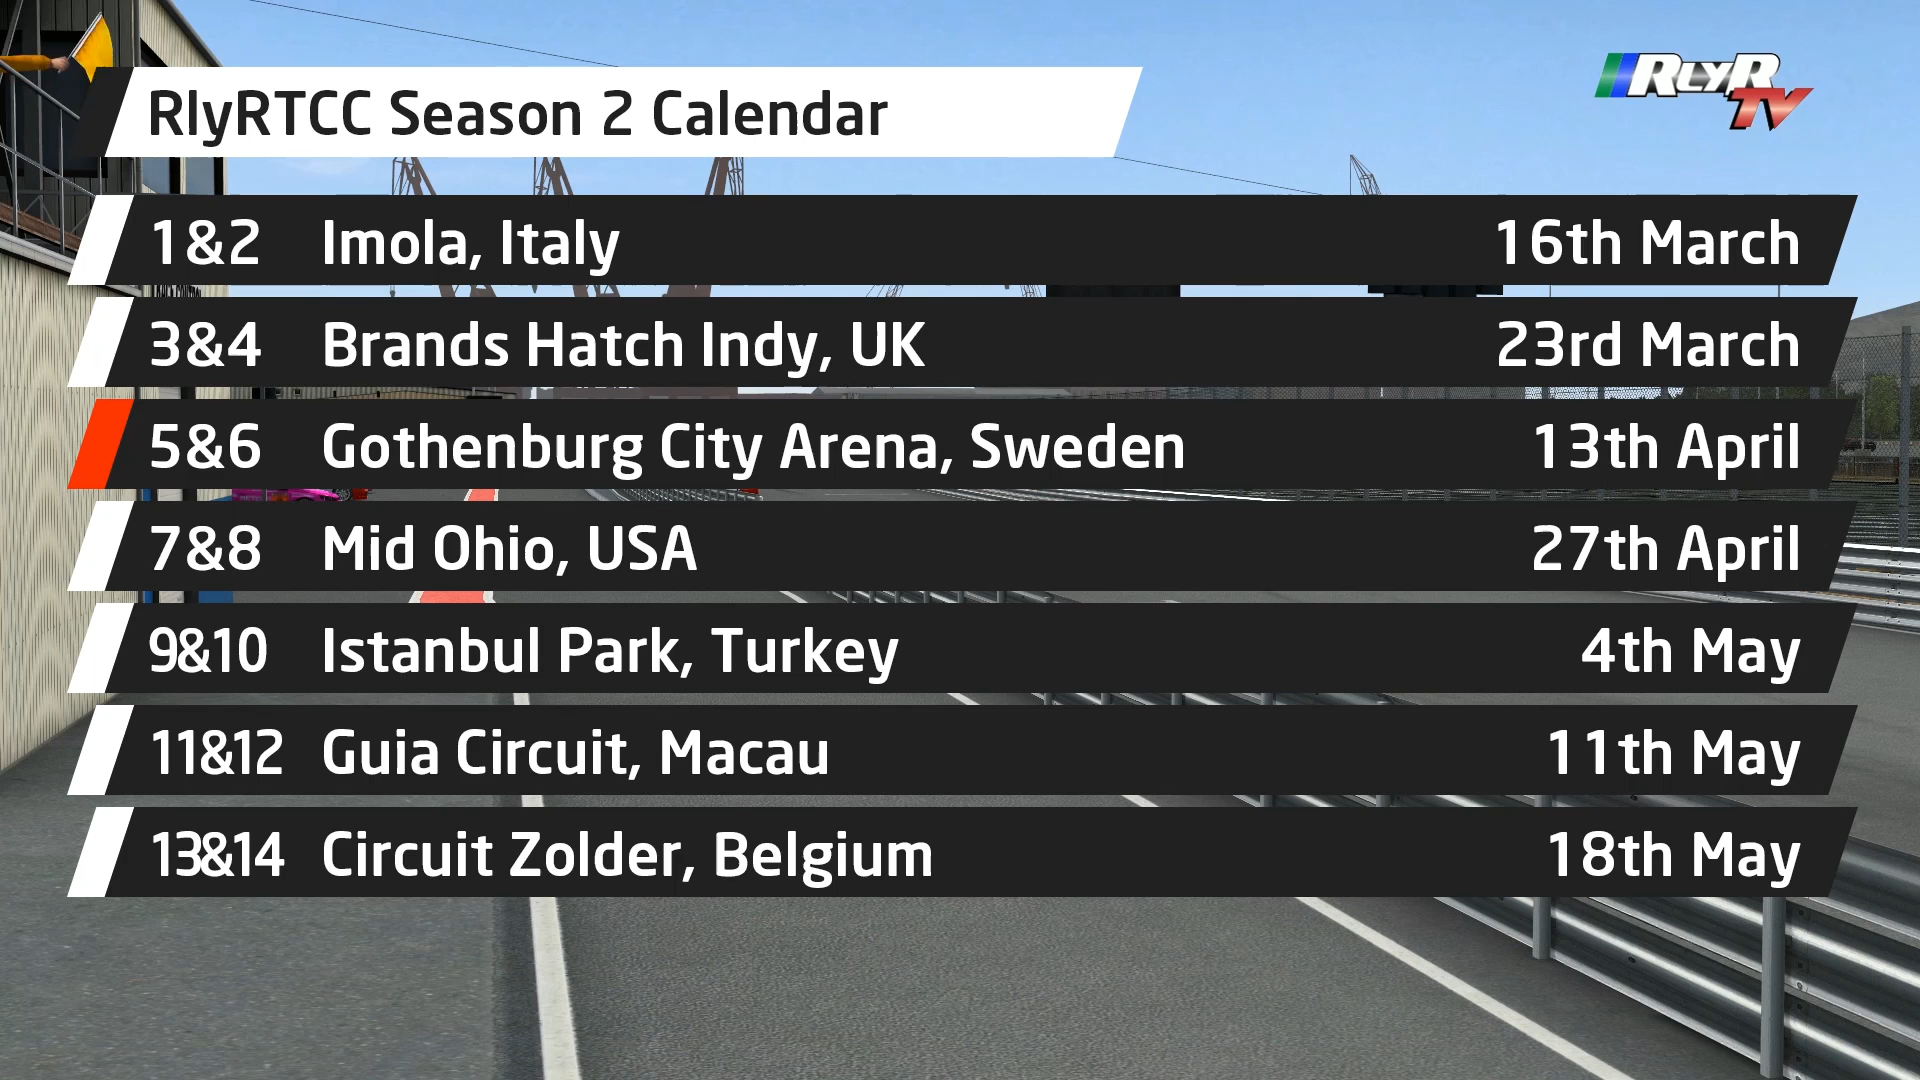 RlyRTCC Season 2 Calendar
RLYR
TV
1&2 Imola, Italy 16th March
3&4 Brands Hatch Indy, UK 23rd March
5&6 Gothenburg City Arena, Sweden 13th April
7&8 Mid Ohio, USA 27th April
9&10 Istanbul Park, Turkey 4th May
11&12 Guia Circuit, Macau 11th May
13&14 Circuit Zolder, Belgium 18th May